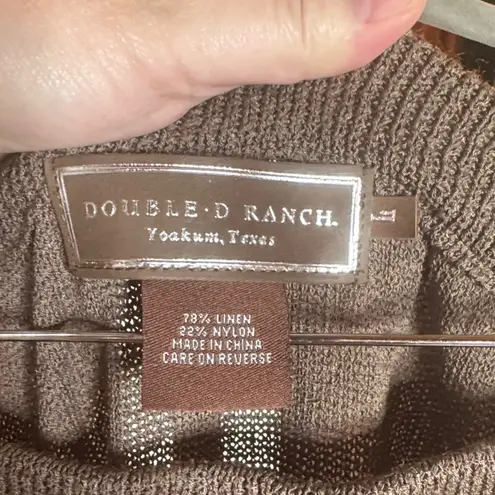 DOUBLE·D RANCH.
Yoakum, Texas
78% LINEN
22% NYLON
MADE IN CHINA
CARE ON REVERSE